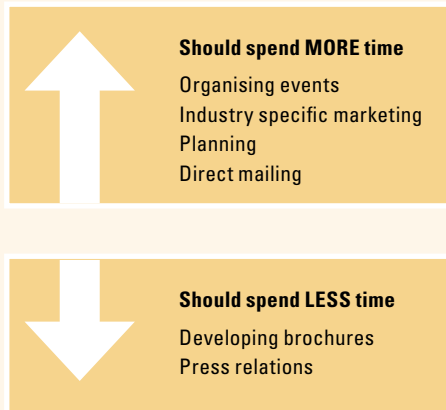 Should spend MORE time
Organising events
Industry specific marketing
Planning
Direct mailing
Should spend LESS time
Developing brochures
Press relations